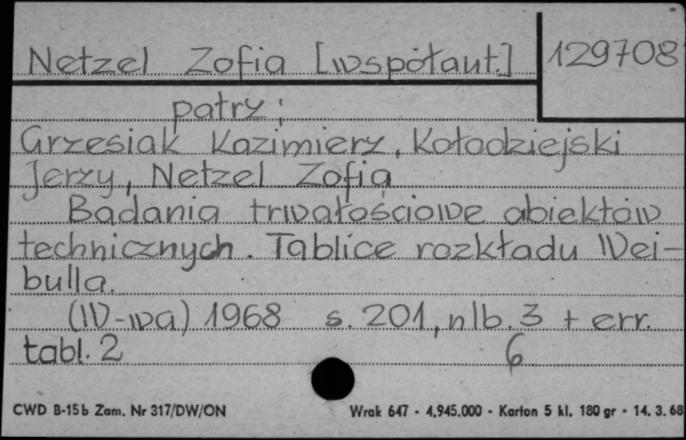 Netzel Zofia [współaut.] 129708
patrz:
Grzesiak Kazimierz, Kołodziejski
Jerzy, Netzel Zofia
Badania trwałościowe obiektów
technicznych. Tablice rozkładu Wei-
bulla.
(W-wa) 1968 s. 201, nlb. 3 + err.
tabl. 2 6
CWD B-15b Zam. Nr 317/DW/ON Wrak 647 - 4.945.000 - Karton 5 kl. 180 gr - 14. 3. 68